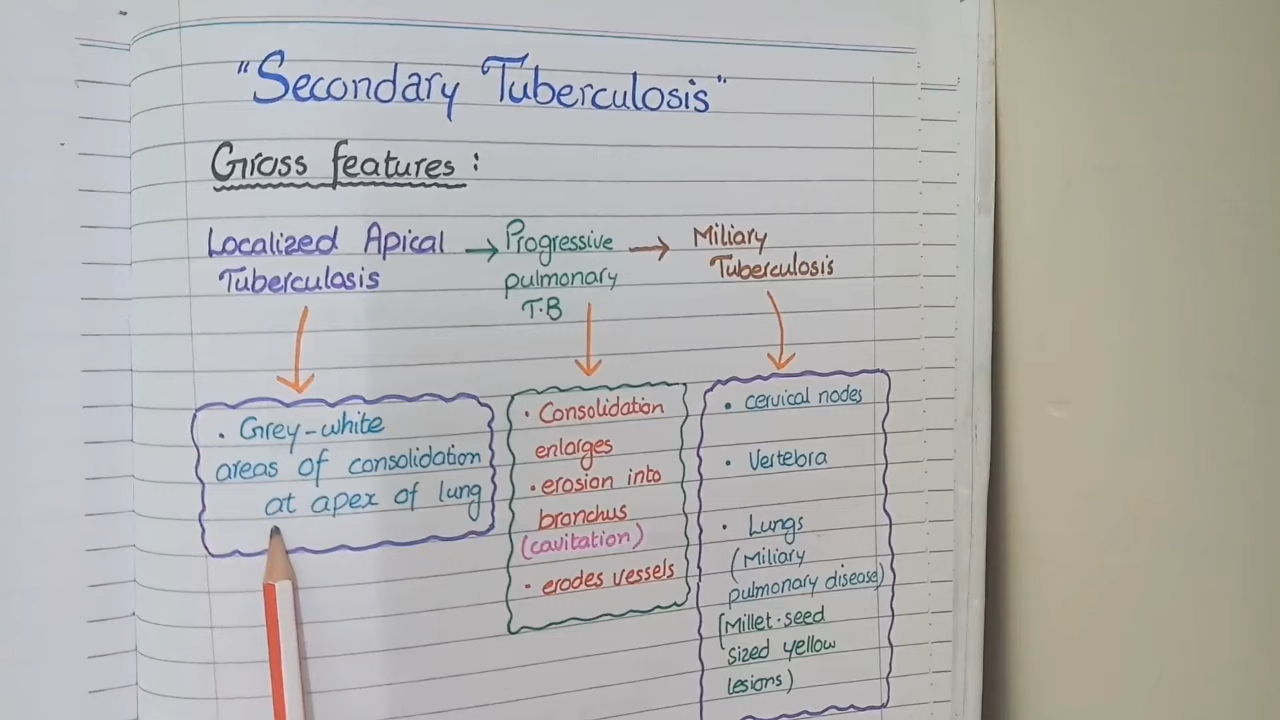 "Secondary Tuberculosis"
Gross features :
Localized Apical
Tuberculosis
→ Progressive
pulmonary
T.B
→ Miliary
Tuberculosis
• Grey-white
areas of consolidation
at apex of lung
• Consolidation
enlarges
• erosion into
bronchus
(cavitation)
• erodes vessels
• cervical nodes
• Vertebra
• Lungs
(Miliary
pulmonary disease)
[Millet-seed
sized yellow
lesions)